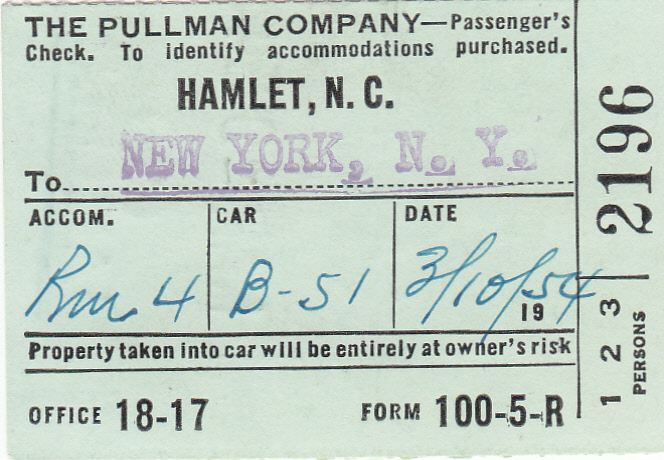 THE PULLMAN COMPANY—Passenger's
Check. To identify accommodations purchased.
HAMLET, N. C.
To NEW YORK, N. Y.
ACCOM. CAR DATE
Rm. 4 B-51 3/10/54
19
Property taken into car will be entirely at owner's risk
OFFICE 18-17 FORM 100-5-R
2196
1 2 3
PERSONS